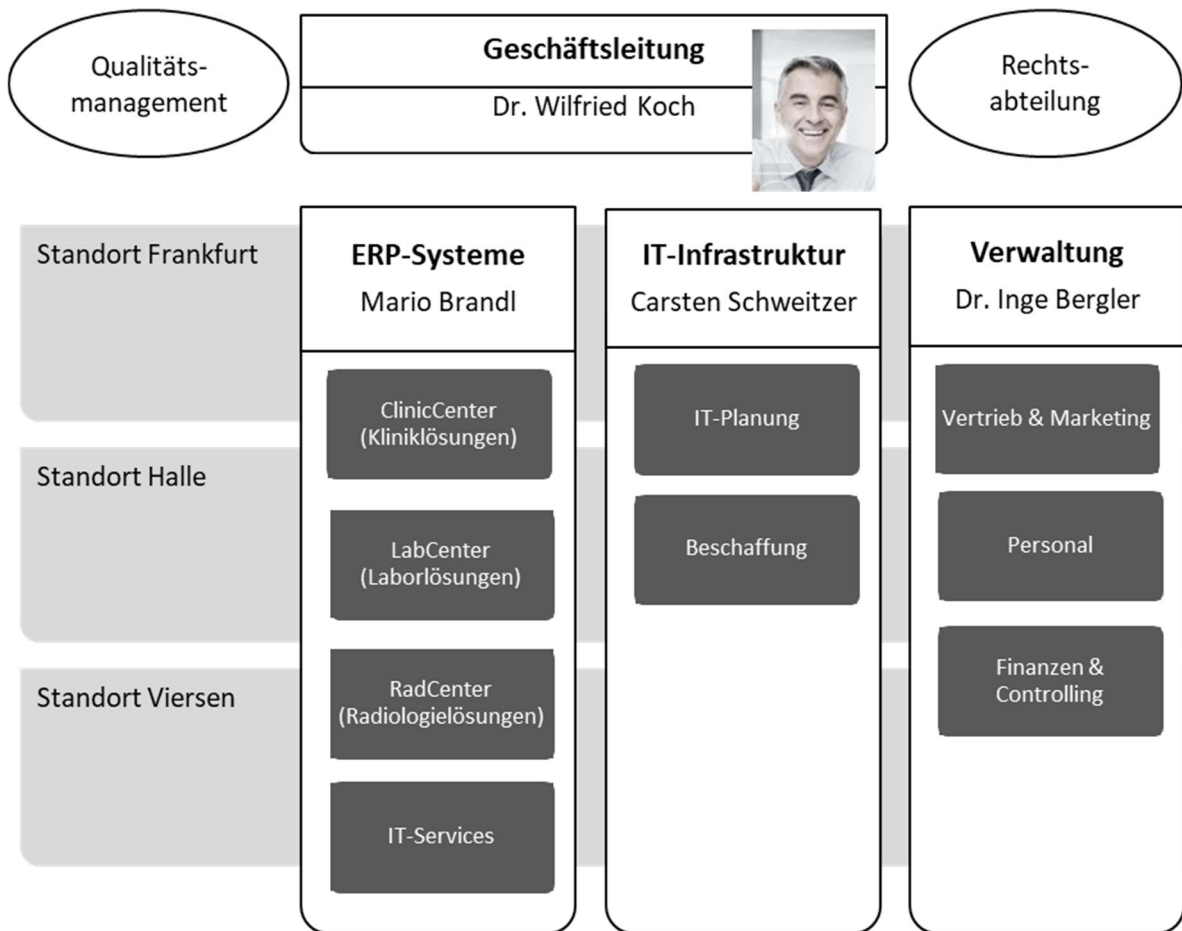 Qualitäts-
management
Geschäftsleitung
Dr. Wilfried Koch
Rechts-
abteilung
Standort Frankfurt
Standort Halle
Standort Viersen
ERP-Systeme
Mario Brandl
ClinicCenter
(Kliniklösungen)
LabCenter
(Laborlösungen)
RadCenter
(Radiologielösungen)
IT-Services
IT-Infrastruktur
Carsten Schweitzer
IT-Planung
Beschaffung
Verwaltung
Dr. Inge Bergler
Vertrieb & Marketing
Personal
Finanzen &
Controlling